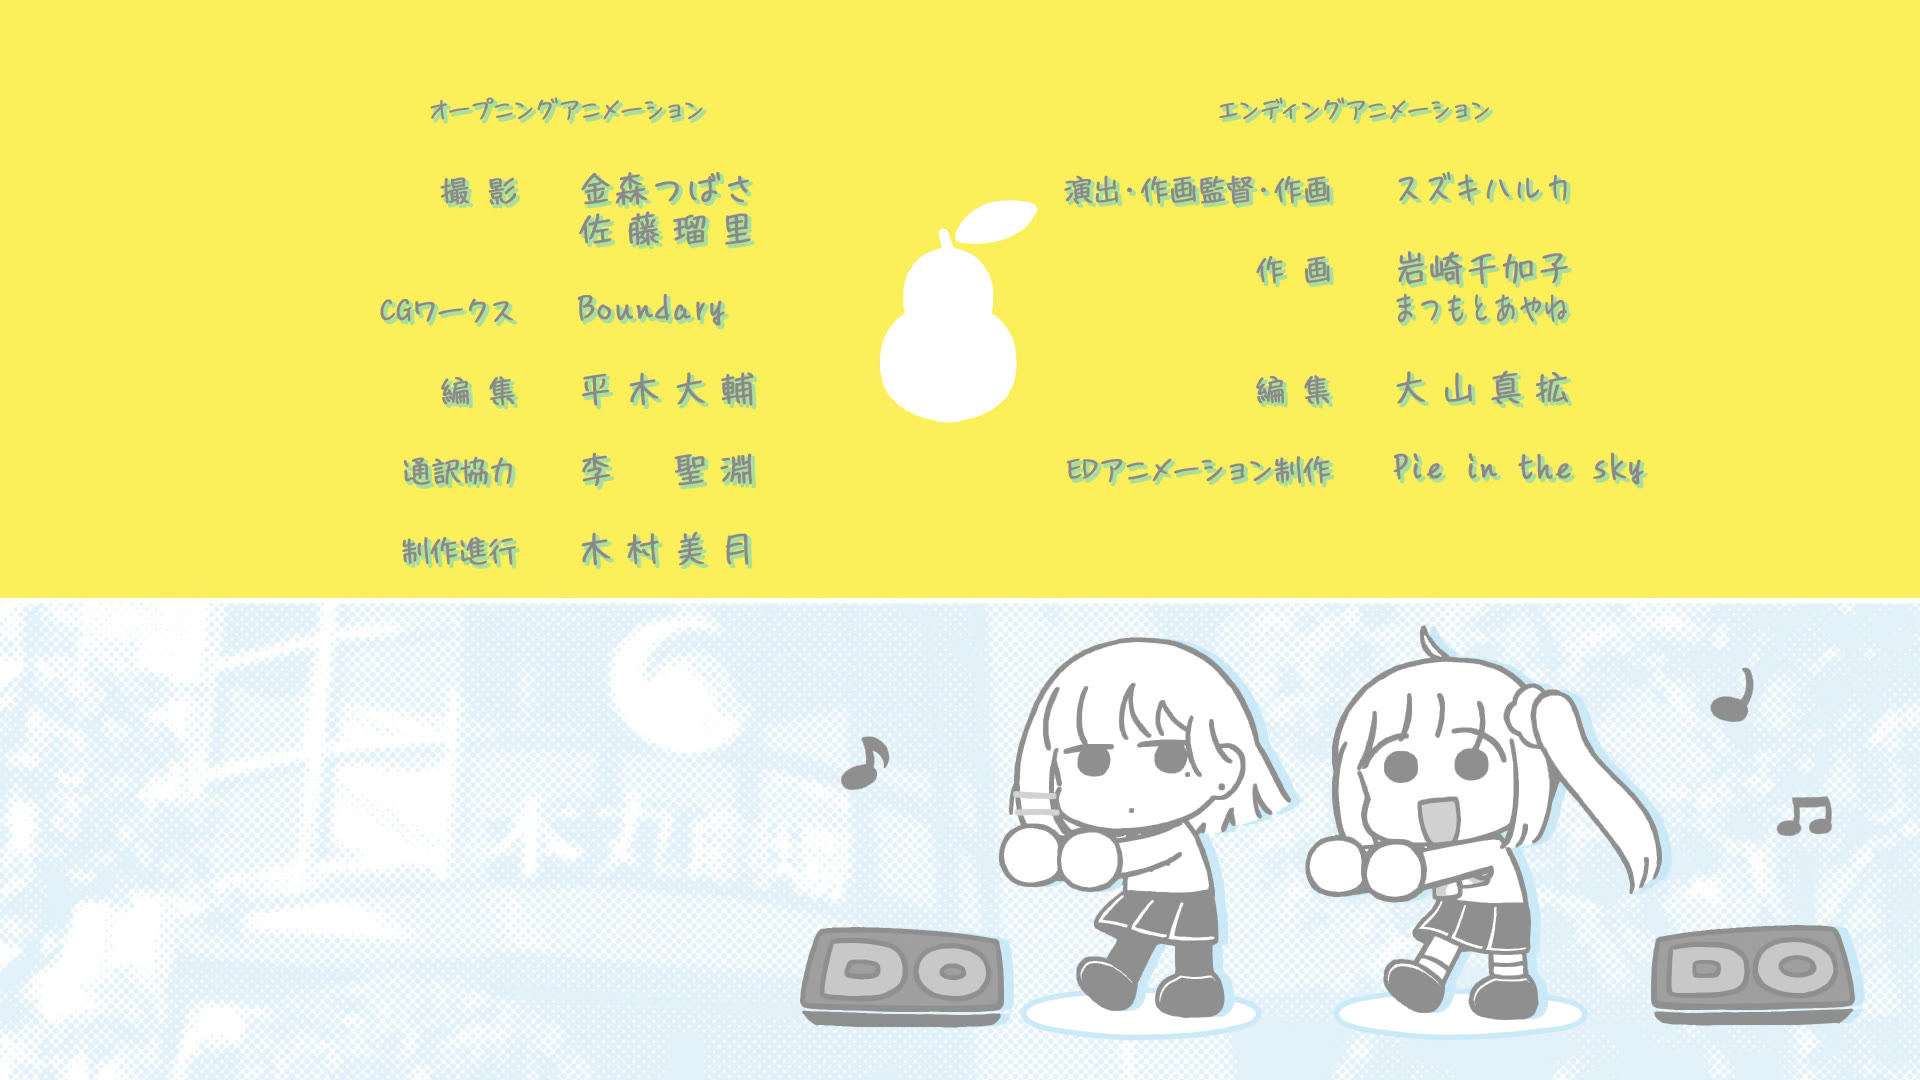 オープニングアニメーション
撮影 金森つばさ
佐藤瑠里
CGワークス Boundary
編集 平木大輔
通訳協力 李 聖淵
制作進行 木村美月
エンディングアニメーション
演出・作画監督・作画 スズキハルカ
作画 岩崎千加子
まつもとあやね
編集 大山真拡
EDアニメーション制作 Pie in the sky
DO
DO